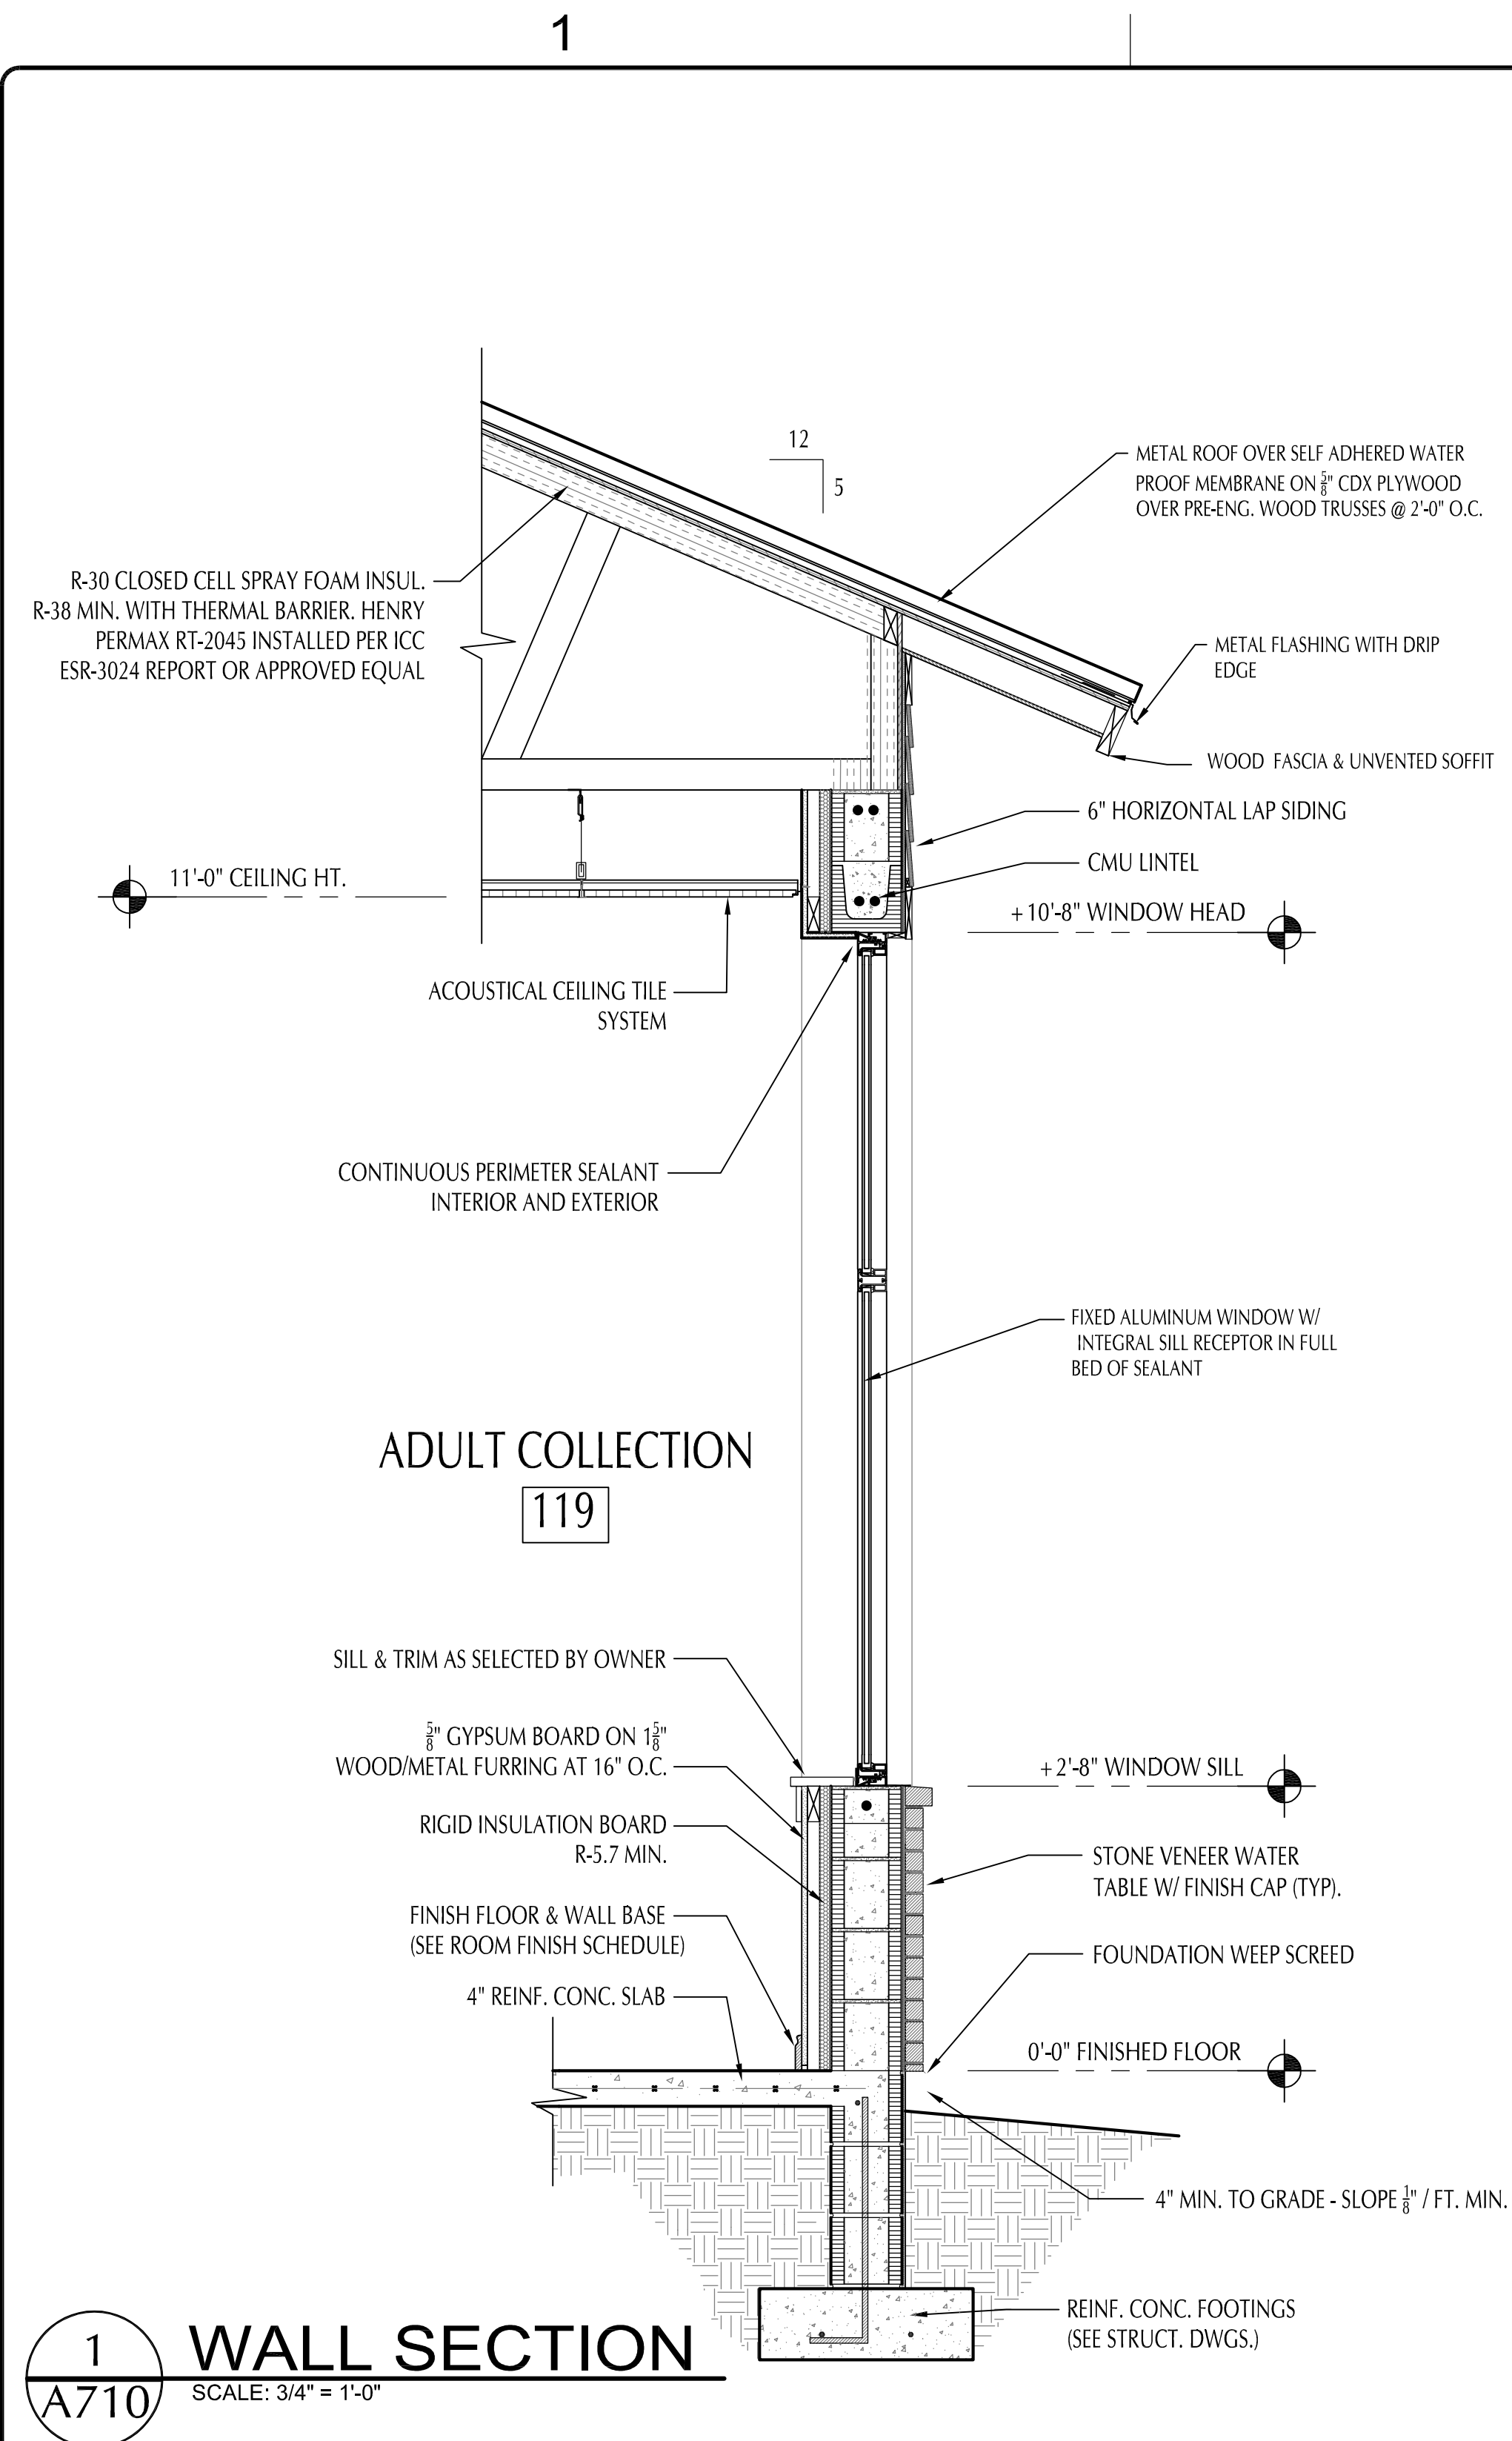 1
12
5
METAL ROOF OVER SELF ADHERED WATER
PROOF MEMBRANE ON 5/8" CDX PLYWOOD
OVER PRE-ENG. WOOD TRUSSES @ 2'-0" O.C.
R-30 CLOSED CELL SPRAY FOAM INSUL.
R-38 MIN. WITH THERMAL BARRIER. HENRY
PERMAX RT-2045 INSTALLED PER ICC
ESR-3024 REPORT OR APPROVED EQUAL
METAL FLASHING WITH DRIP
EDGE
WOOD FASCIA & UNVENTED SOFFIT
6" HORIZONTAL LAP SIDING
CMU LINTEL
11'-0" CEILING HT.
+10'-8" WINDOW HEAD
ACOUSTICAL CEILING TILE
SYSTEM
CONTINUOUS PERIMETER SEALANT
INTERIOR AND EXTERIOR
FIXED ALUMINUM WINDOW W/
INTEGRAL SILL RECEPTOR IN FULL
BED OF SEALANT
ADULT COLLECTION
119
SILL & TRIM AS SELECTED BY OWNER
5/8" GYPSUM BOARD ON 1 5/8"
WOOD/METAL FURRING AT 16" O.C.
+2'-8" WINDOW SILL
RIGID INSULATION BOARD
R-5.7 MIN.
STONE VENEER WATER
TABLE W/ FINISH CAP (TYP).
FINISH FLOOR & WALL BASE
(SEE ROOM FINISH SCHEDULE)
FOUNDATION WEEP SCREED
4" REINF. CONC. SLAB
0'-0" FINISHED FLOOR
4" MIN. TO GRADE - SLOPE 1/8" / FT. MIN.
REINF. CONC. FOOTINGS
(SEE STRUCT. DWGS.)
1
A710
WALL SECTION
SCALE: 3/4" = 1'-0"